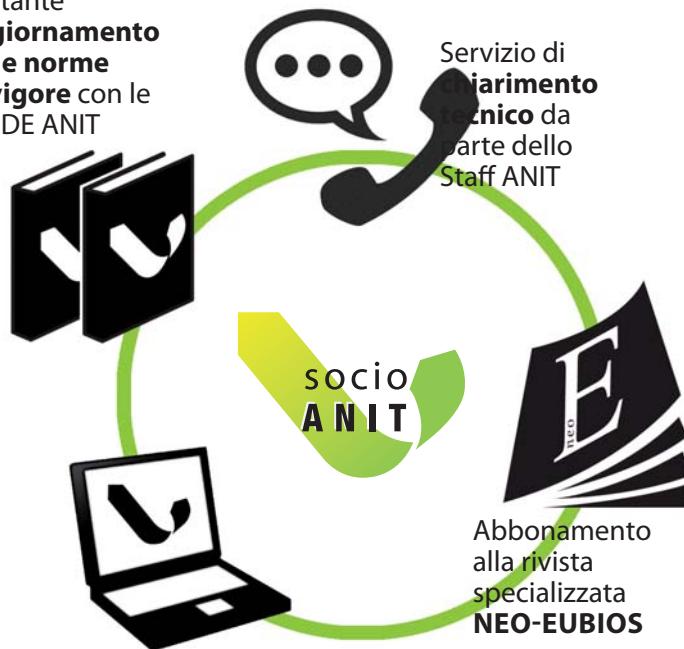 tante
giornamento
e norme
vigore con le
DE ANIT
Servizio di
chiarimento
tecnico da
parte dello
Staff ANIT
socio
ANIT
neo
E
Abbonamento
alla rivista
specializzata
NEO-EUBIOS